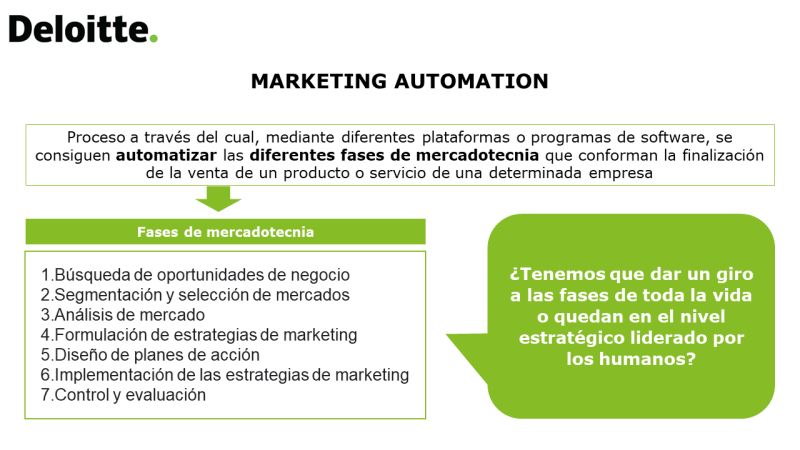 Deloitte.
MARKETING AUTOMATION
Proceso a través del cual, mediante diferentes plataformas o programas de software, se
consiguen automatizar las diferentes fases de mercadotecnia que conforman la finalización
de la venta de un producto o servicio de una determinada empresa
Fases de mercadotecnia
1.Búsqueda de oportunidades de negocio
2.Segmentación y selección de mercados
3.Análisis de mercado
4.Formulación de estrategias de marketing
5.Diseño de planes de acción
6.Implementación de las estrategias de marketing
7.Control y evaluación
¿Tenemos que dar un giro
a las fases de toda la vida
o quedan en el nivel
estratégico liderado por
los humanos?